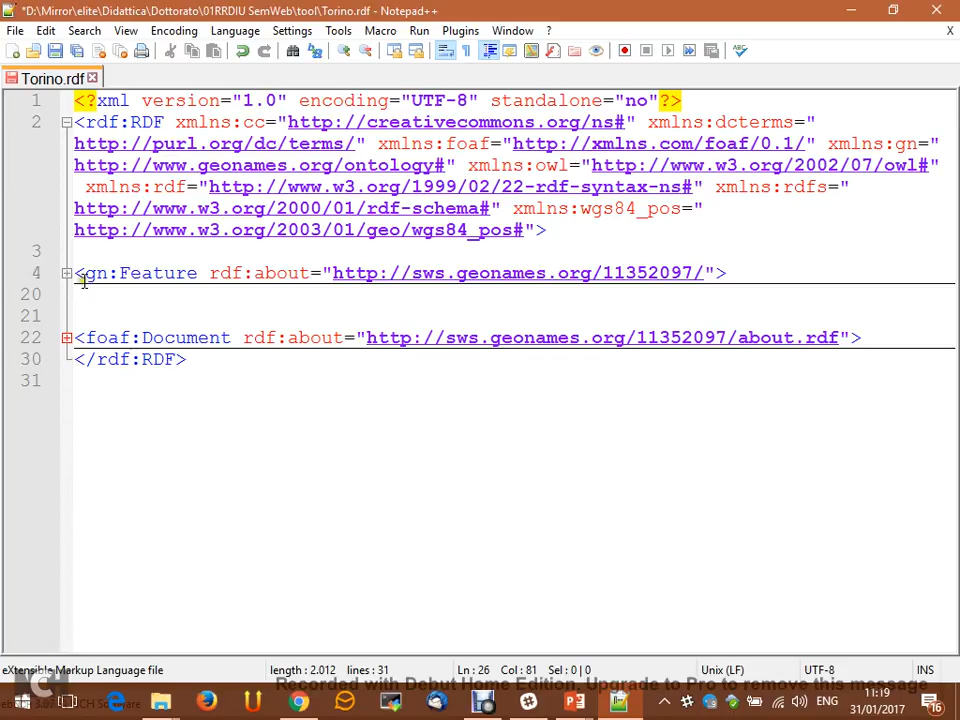 *D:\Mirror\elite\Didattica\Dottorato\01RRDIU SemWeb\tool\Torino.rdf - Notepad++
File Edit Search View Encoding Language Settings Tools Macro Run Plugins Window ? X
Torino.rdf
1 <?xml version="1.0" encoding="UTF-8" standalone="no"?>
2 <rdf:RDF xmlns:cc="http://creativecommons.org/ns#" xmlns:dcterms="
http://purl.org/dc/terms/" xmlns:foaf="http://xmlns.com/foaf/0.1/" xmlns:gn="
http://www.geonames.org/ontology#" xmlns:owl="http://www.w3.org/2002/07/owl#"
xmlns:rdf="http://www.w3.org/1999/02/22-rdf-syntax-ns#" xmlns:rdfs="
http://www.w3.org/2000/01/rdf-schema#" xmlns:wgs84_pos="
http://www.w3.org/2003/01/geo/wgs84_pos#">
3
4 <gn:Feature rdf:about="http://sws.geonames.org/11352097/">
20
21
22 <foaf:Document rdf:about="http://sws.geonames.org/11352097/about.rdf">
30 </rdf:RDF>
31
eXtensible Markup Language file length : 2.012 lines : 31 Ln : 26 Col : 81 Sel : 0 | 0 Unix (LF) UTF-8 INS
Recorded with Debut Home Edition. Upgrade to Pro to remove this message
ENG 11:19
31/01/2017 16